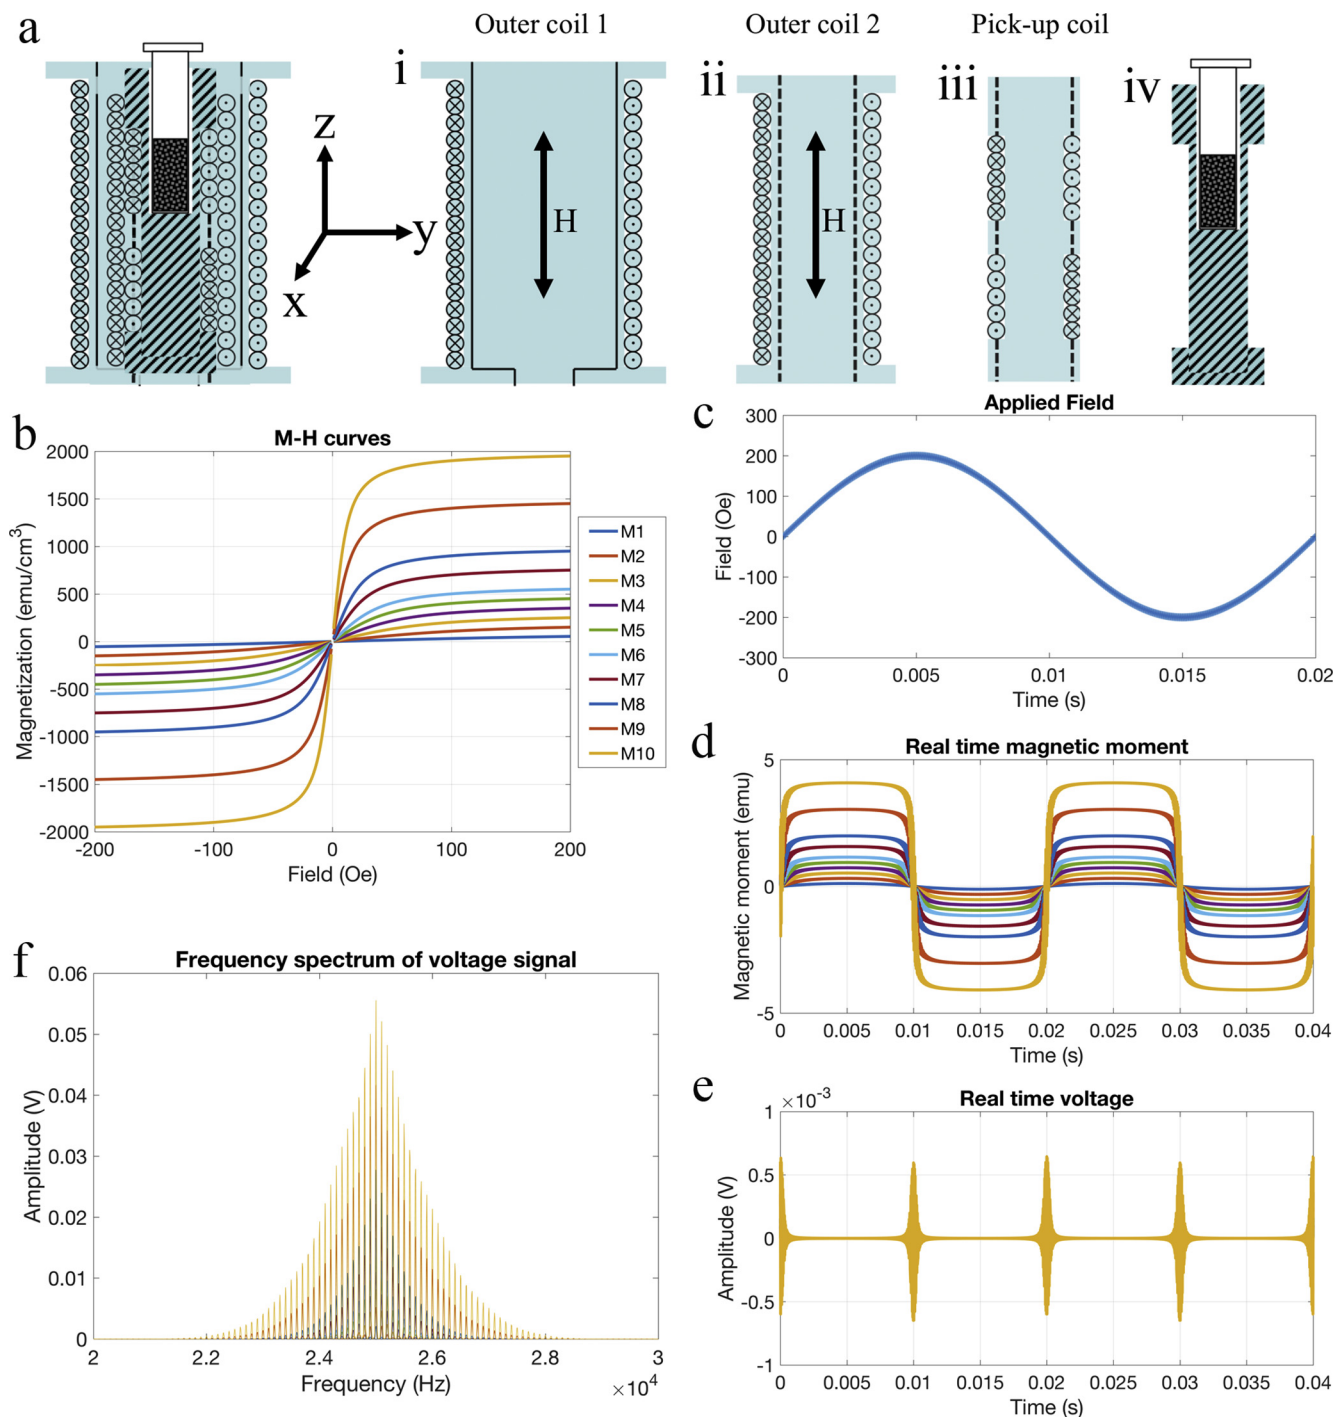 a
Outer coil 1
Outer coil 2
Pick-up coil
i
ii
iii
iv
z
y
x
H
H
b
M-H curves
Magnetization (emu/cm³)
2000
1500
1000
500
0
-500
-1000
-1500
-2000
-200
-100
0
100
200
Field (Oe)
M1
M2
M3
M4
M5
M6
M7
M8
M9
M10
c
Applied Field
Field (Oe)
300
200
100
0
-100
-200
-300
0
0.005
0.01
0.015
0.02
Time (s)
d
Real time magnetic moment
Magnetic moment (emu)
5
0
-5
0
0.005
0.01
0.015
0.02
0.025
0.03
0.035
0.04
Time (s)
e
×10⁻³
Real time voltage
Amplitude (V)
1
0.5
0
-0.5
-1
0
0.005
0.01
0.015
0.02
0.025
0.03
0.035
0.04
Time (s)
f
Frequency spectrum of voltage signal
Amplitude (V)
0.06
0.05
0.04
0.03
0.02
0.01
0
2
2.2
2.4
2.6
2.8
3
Frequency (Hz)
×10⁴